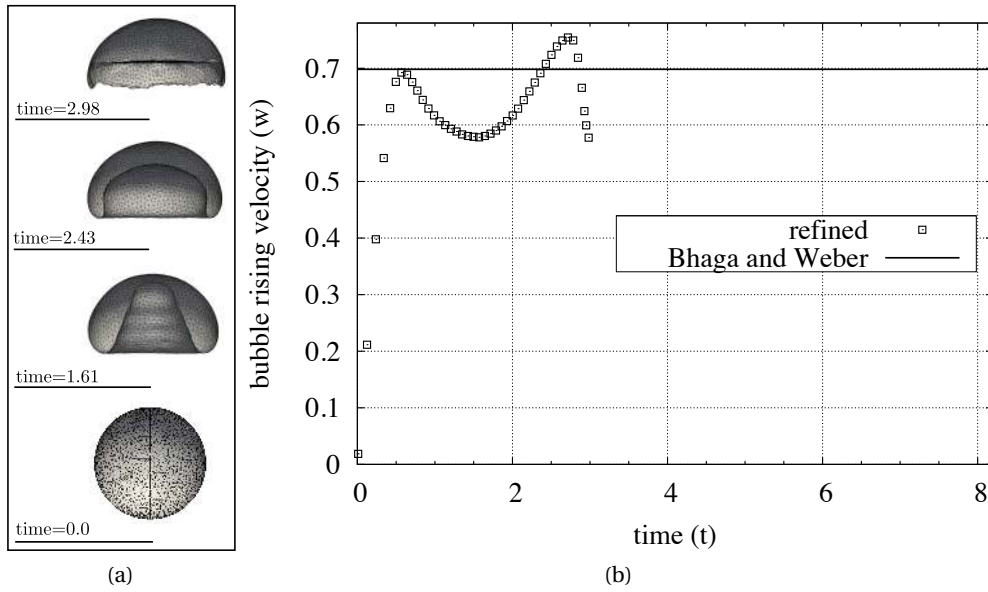 time=2.98
time=2.43
time=1.61
time=0.0
(a)
bubble rising velocity (w)
0.7
0.6
0.5
0.4
0.3
0.2
0.1
0
0 2 4 6 8
time (t)
refined
Bhaga and Weber
(b)